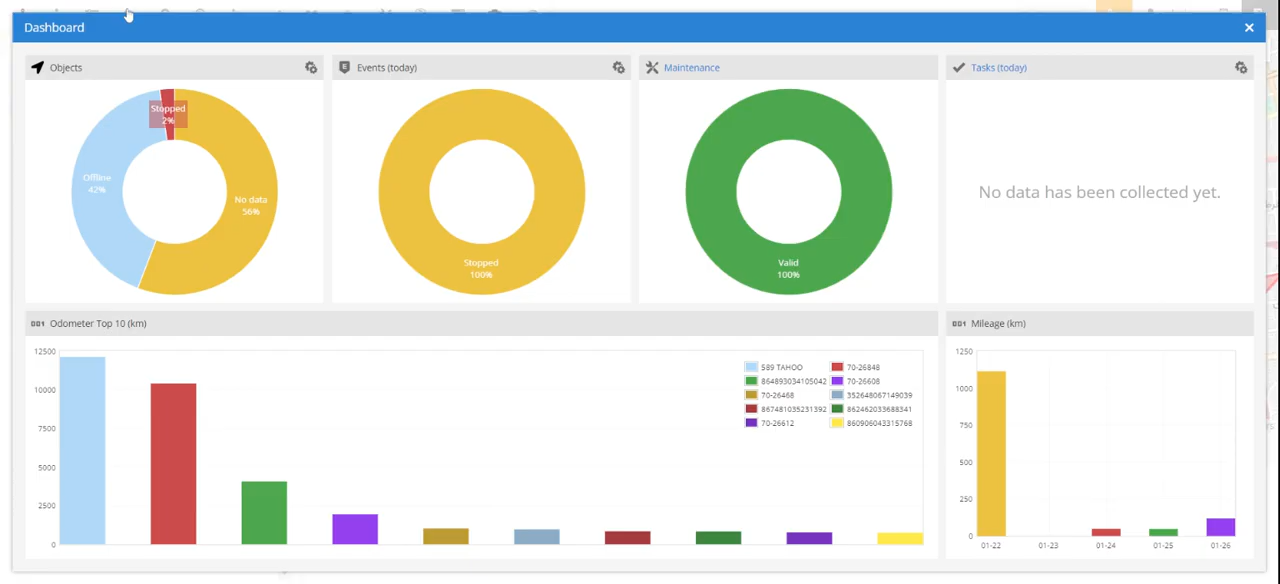 Dashboard
Objects
Events (today)
Maintenance
Tasks (today)
Stopped
2%
Offline
42%
No data
56%
Stopped
100%
Valid
100%
No data has been collected yet.
Odometer Top 10 (km)
12500
10000
7500
5000
2500
0
589 TAHOO
70-26848
864893034105042
70-26608
70-26468
352648067149039
867481035231392
862462033688341
70-26612
860906043315768
Mileage (km)
1250
1000
750
500
250
0
01-22
01-23
01-24
01-25
01-26